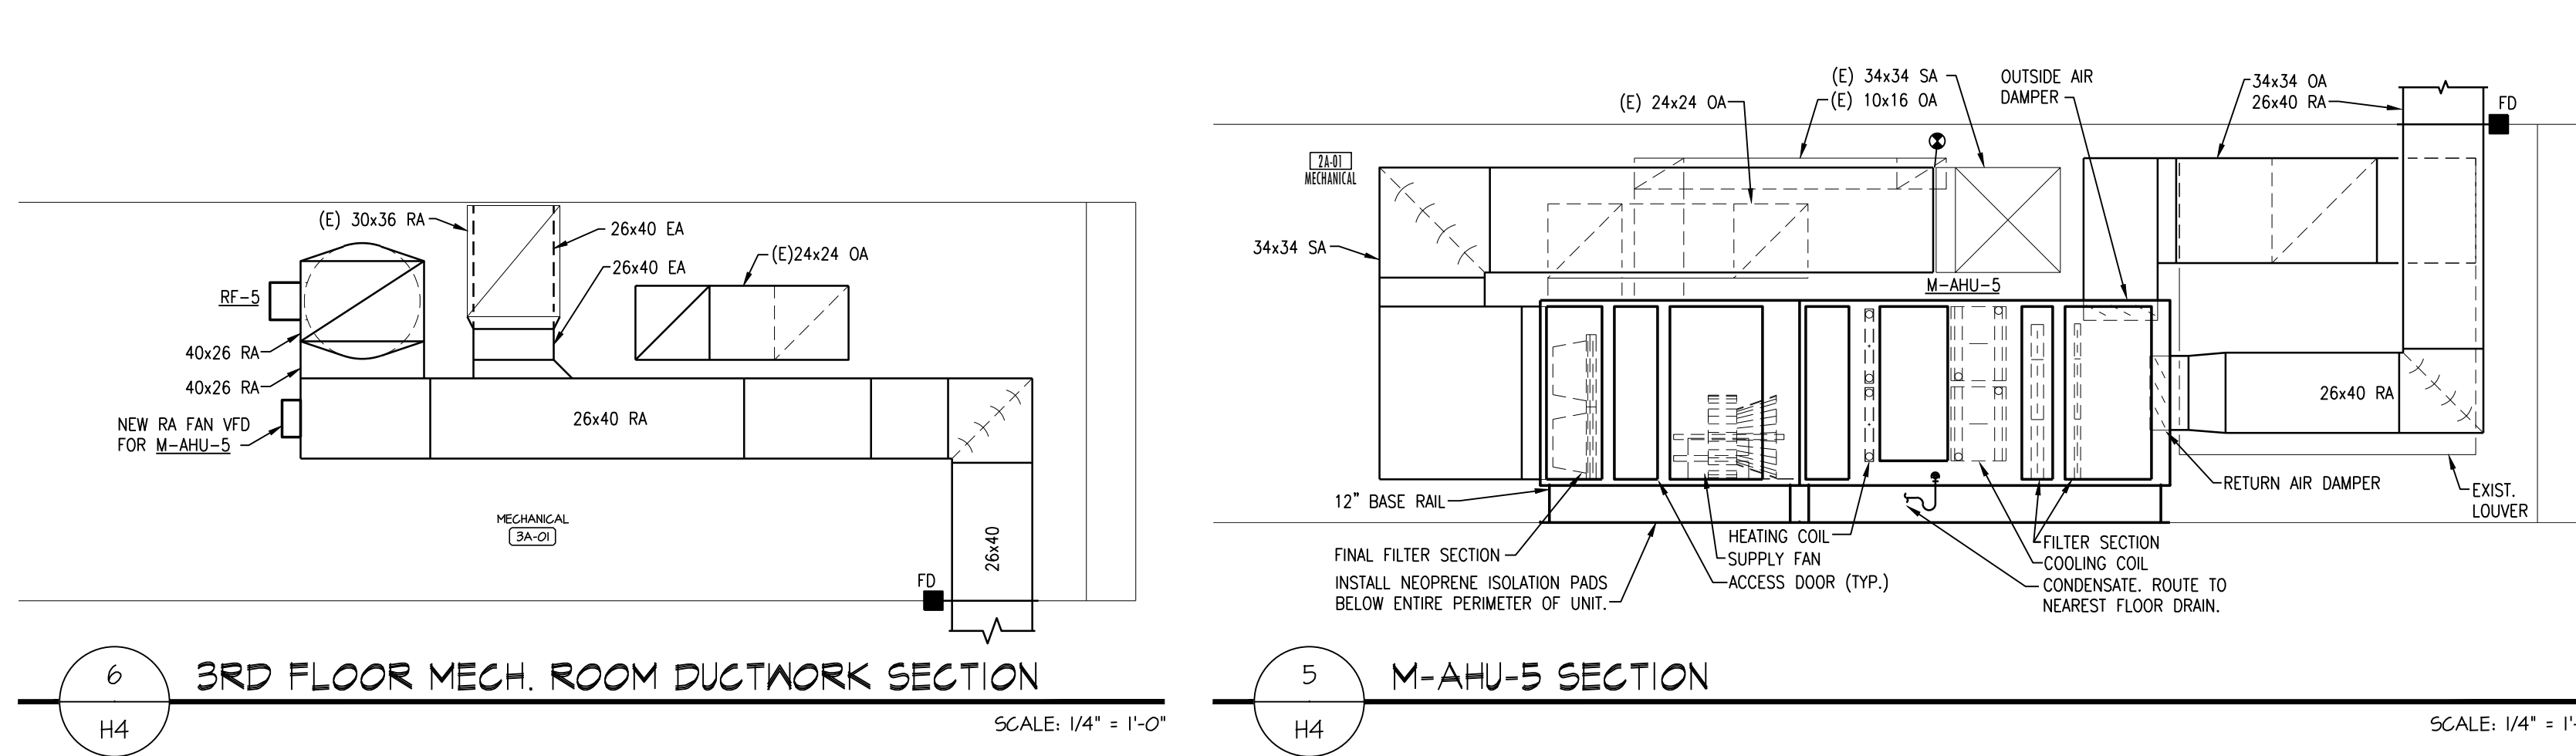 (E) 30x36 RA
26x40 EA
26x40 EA
(E)24x24 OA
RF-5
40x26 RA
40x26 RA
NEW RA FAN VFD
FOR M-AHU-5
26x40 RA
MECHANICAL
3A-01
26x40
FD
6
H4
3RD FLOOR MECH. ROOM DUCTWORK SECTION
SCALE: 1/4" = 1'-0"
(E) 34x34 SA
(E) 10x16 OA
(E) 24x24 OA
OUTSIDE AIR
DAMPER
34x34 OA
26x40 RA
FD
2A-01
MECHANICAL
34x34 SA
M-AHU-5
26x40 RA
12" BASE RAIL
RETURN AIR DAMPER
EXIST.
LOUVER
FINAL FILTER SECTION
INSTALL NEOPRENE ISOLATION PADS
BELOW ENTIRE PERIMETER OF UNIT.
HEATING COIL
SUPPLY FAN
ACCESS DOOR (TYP.)
FILTER SECTION
COOLING COIL
CONDENSATE. ROUTE TO
NEAREST FLOOR DRAIN.
5
H4
M-AHU-5 SECTION
SCALE: 1/4" = 1'-